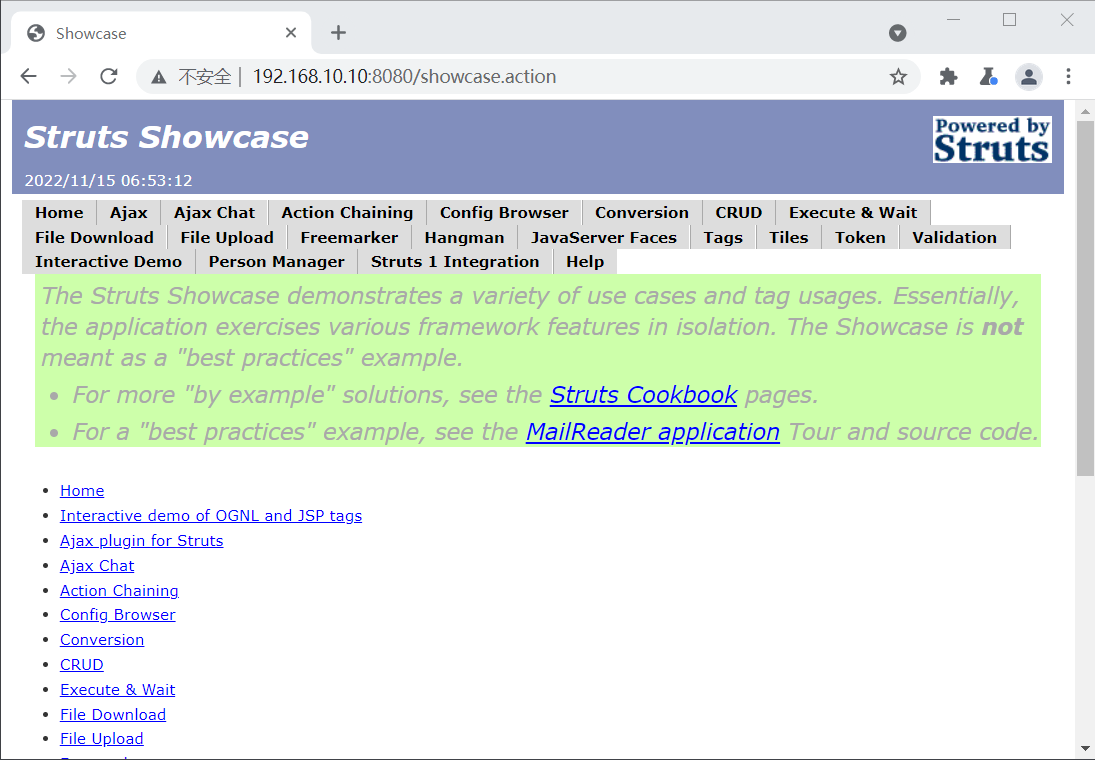 Showcase
不安全 | 192.168.10.10:8080/showcase.action
Struts Showcase
Powered by
Struts
2022/11/15 06:53:12
Home Ajax Ajax Chat Action Chaining Config Browser Conversion CRUD Execute & Wait
File Download File Upload Freemarker Hangman JavaServer Faces Tags Tiles Token Validation
Interactive Demo Person Manager Struts 1 Integration Help
The Struts Showcase demonstrates a variety of use cases and tag usages. Essentially,
the application exercises various framework features in isolation. The Showcase is not
meant as a "best practices" example.
• For more "by example" solutions, see the Struts Cookbook pages.
• For a "best practices" example, see the MailReader application Tour and source code.
• Home
• Interactive demo of OGNL and JSP tags
• Ajax plugin for Struts
• Ajax Chat
• Action Chaining
• Config Browser
• Conversion
• CRUD
• Execute & Wait
• File Download
• File Upload